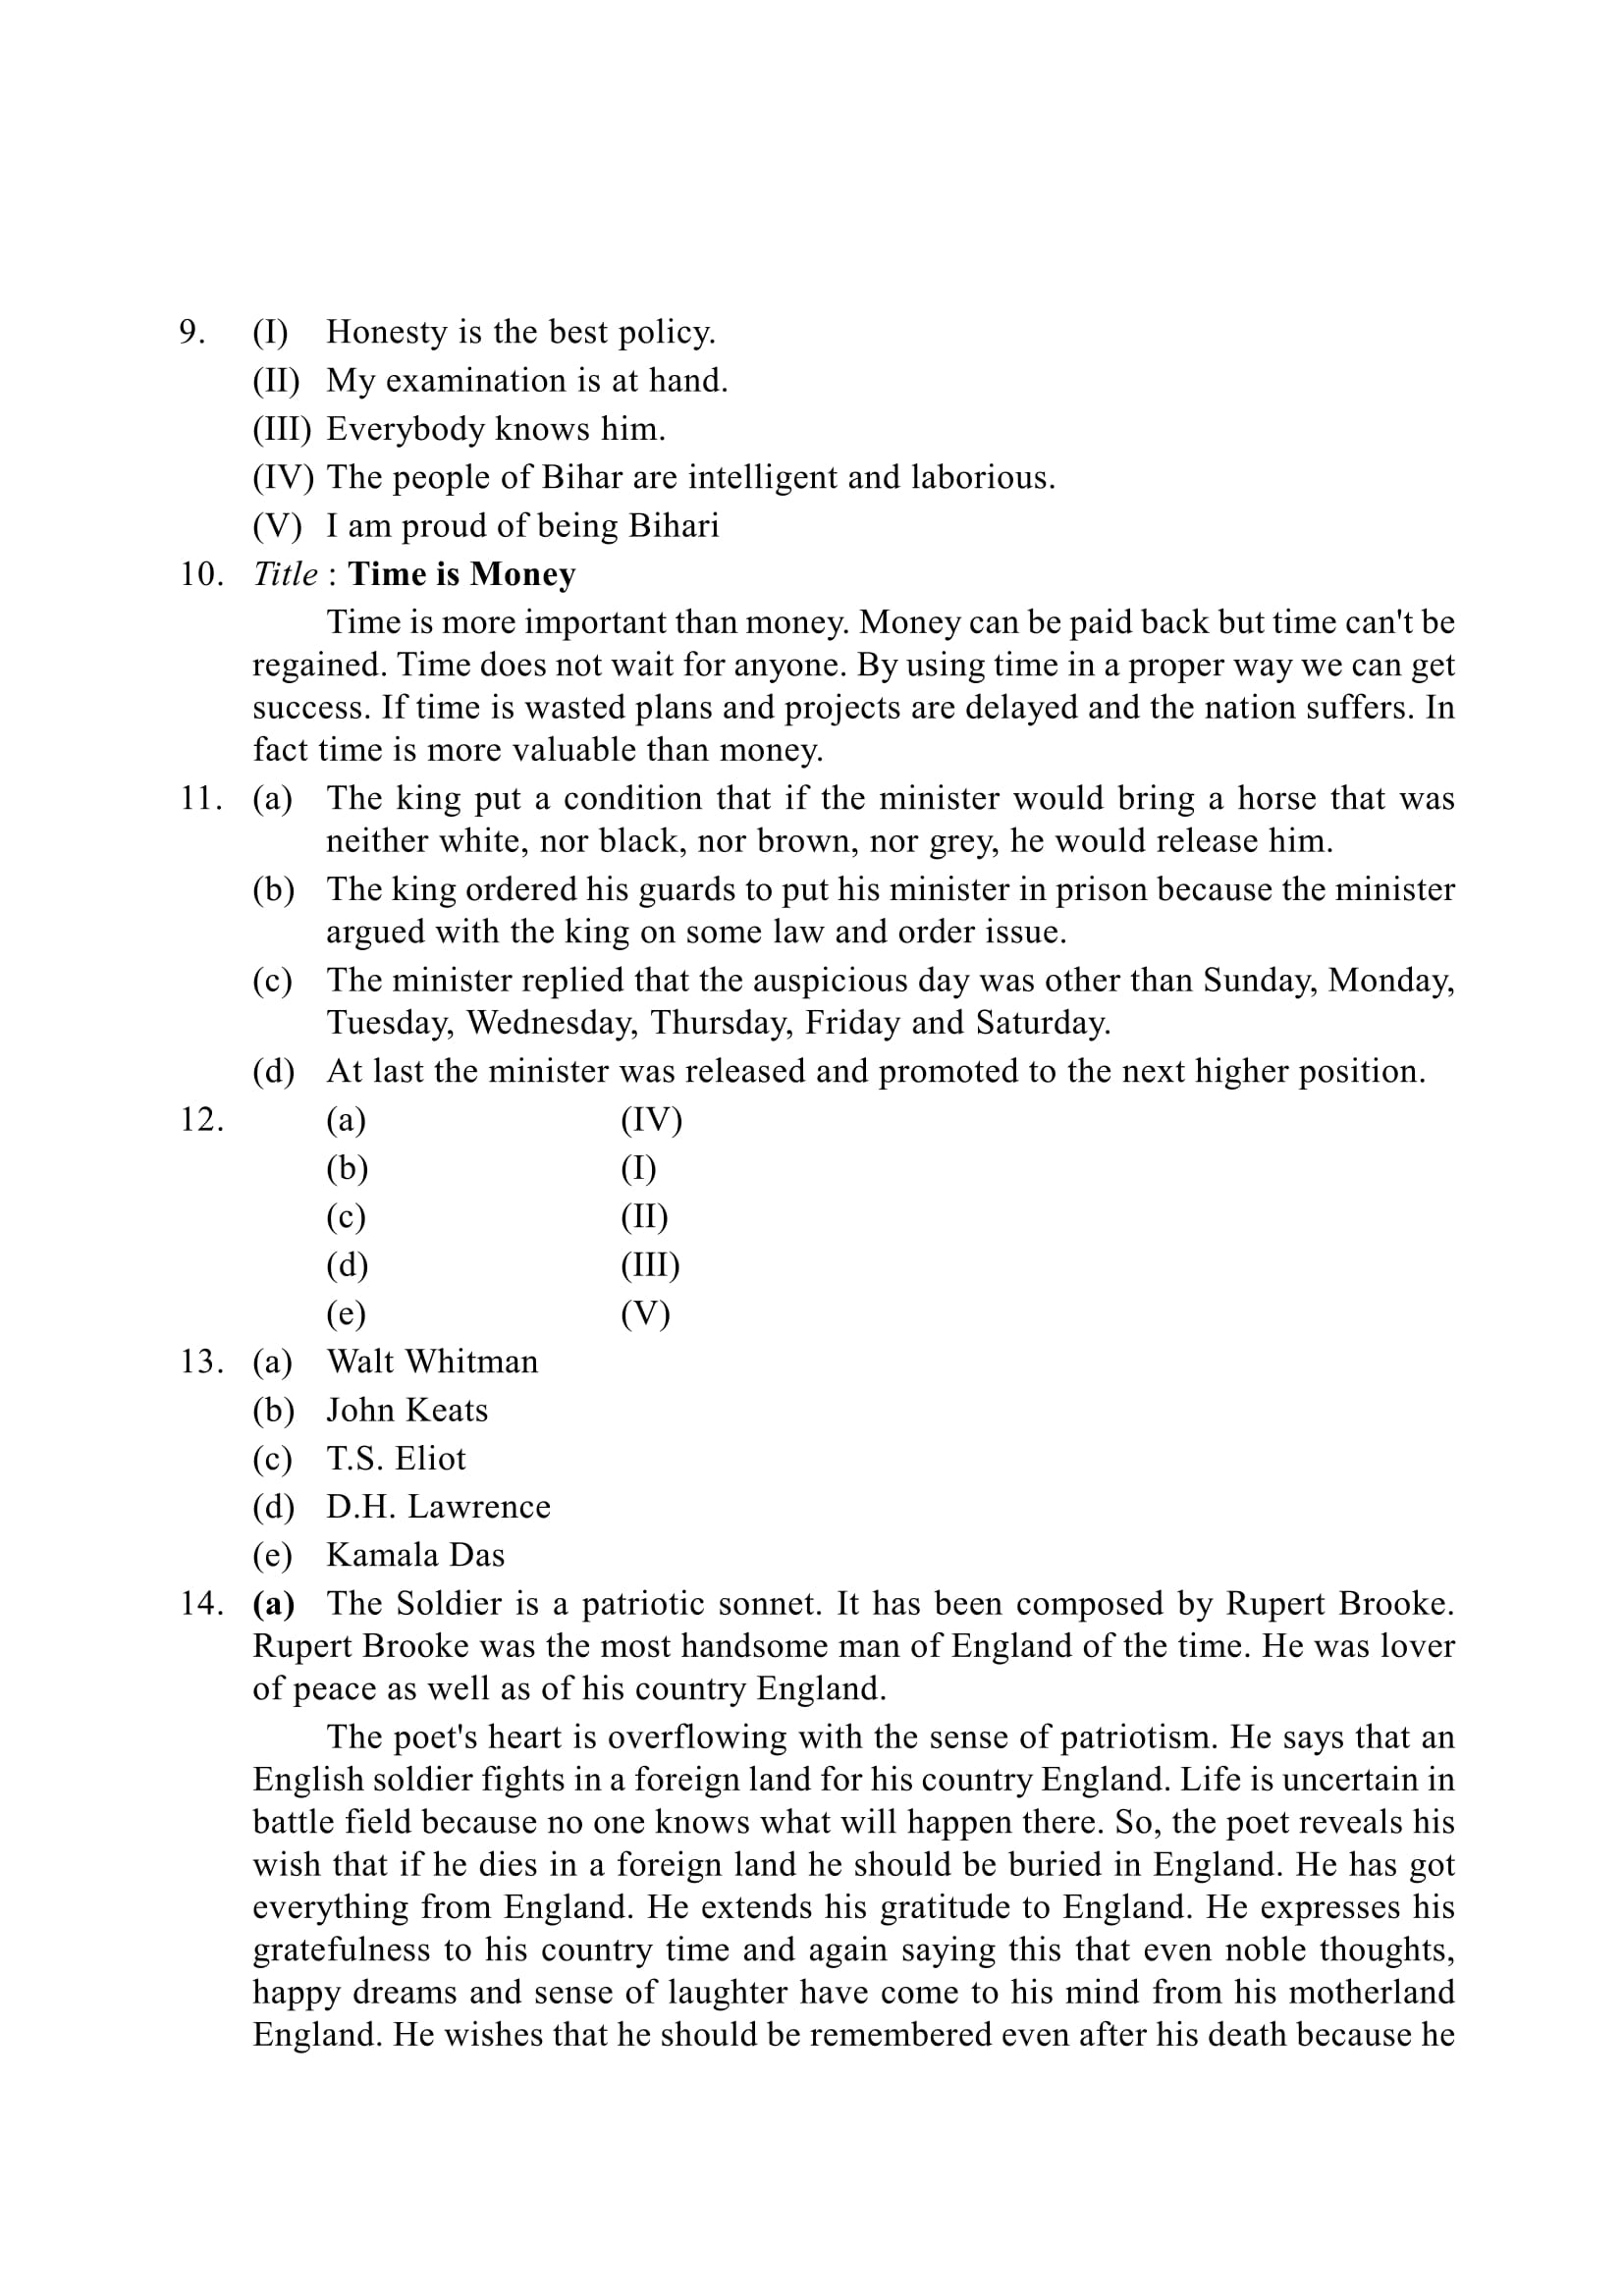 9. (I) Honesty is the best policy.
(II) My examination is at hand.
(III) Everybody knows him.
(IV) The people of Bihar are intelligent and laborious.
(V) I am proud of being Bihari
10. Title : Time is Money
Time is more important than money. Money can be paid back but time can't be
regained. Time does not wait for anyone. By using time in a proper way we can get
success. If time is wasted plans and projects are delayed and the nation suffers. In
fact time is more valuable than money.
11. (a) The king put a condition that if the minister would bring a horse that was
neither white, nor black, nor brown, nor grey, he would release him.
(b) The king ordered his guards to put his minister in prison because the minister
argued with the king on some law and order issue.
(c) The minister replied that the auspicious day was other than Sunday, Monday,
Tuesday, Wednesday, Thursday, Friday and Saturday.
(d) At last the minister was released and promoted to the next higher position.
12. (a) (IV)
(b) (I)
(c) (II)
(d) (III)
(e) (V)
13. (a) Walt Whitman
(b) John Keats
(c) T.S. Eliot
(d) D.H. Lawrence
(e) Kamala Das
14. (a) The Soldier is a patriotic sonnet. It has been composed by Rupert Brooke.
Rupert Brooke was the most handsome man of England of the time. He was lover
of peace as well as of his country England.
The poet's heart is overflowing with the sense of patriotism. He says that an
English soldier fights in a foreign land for his country England. Life is uncertain in
battle field because no one knows what will happen there. So, the poet reveals his
wish that if he dies in a foreign land he should be buried in England. He has got
everything from England. He extends his gratitude to England. He expresses his
gratefulness to his country time and again saying this that even noble thoughts,
happy dreams and sense of laughter have come to his mind from his motherland
England. He wishes that he should be remembered even after his death because he